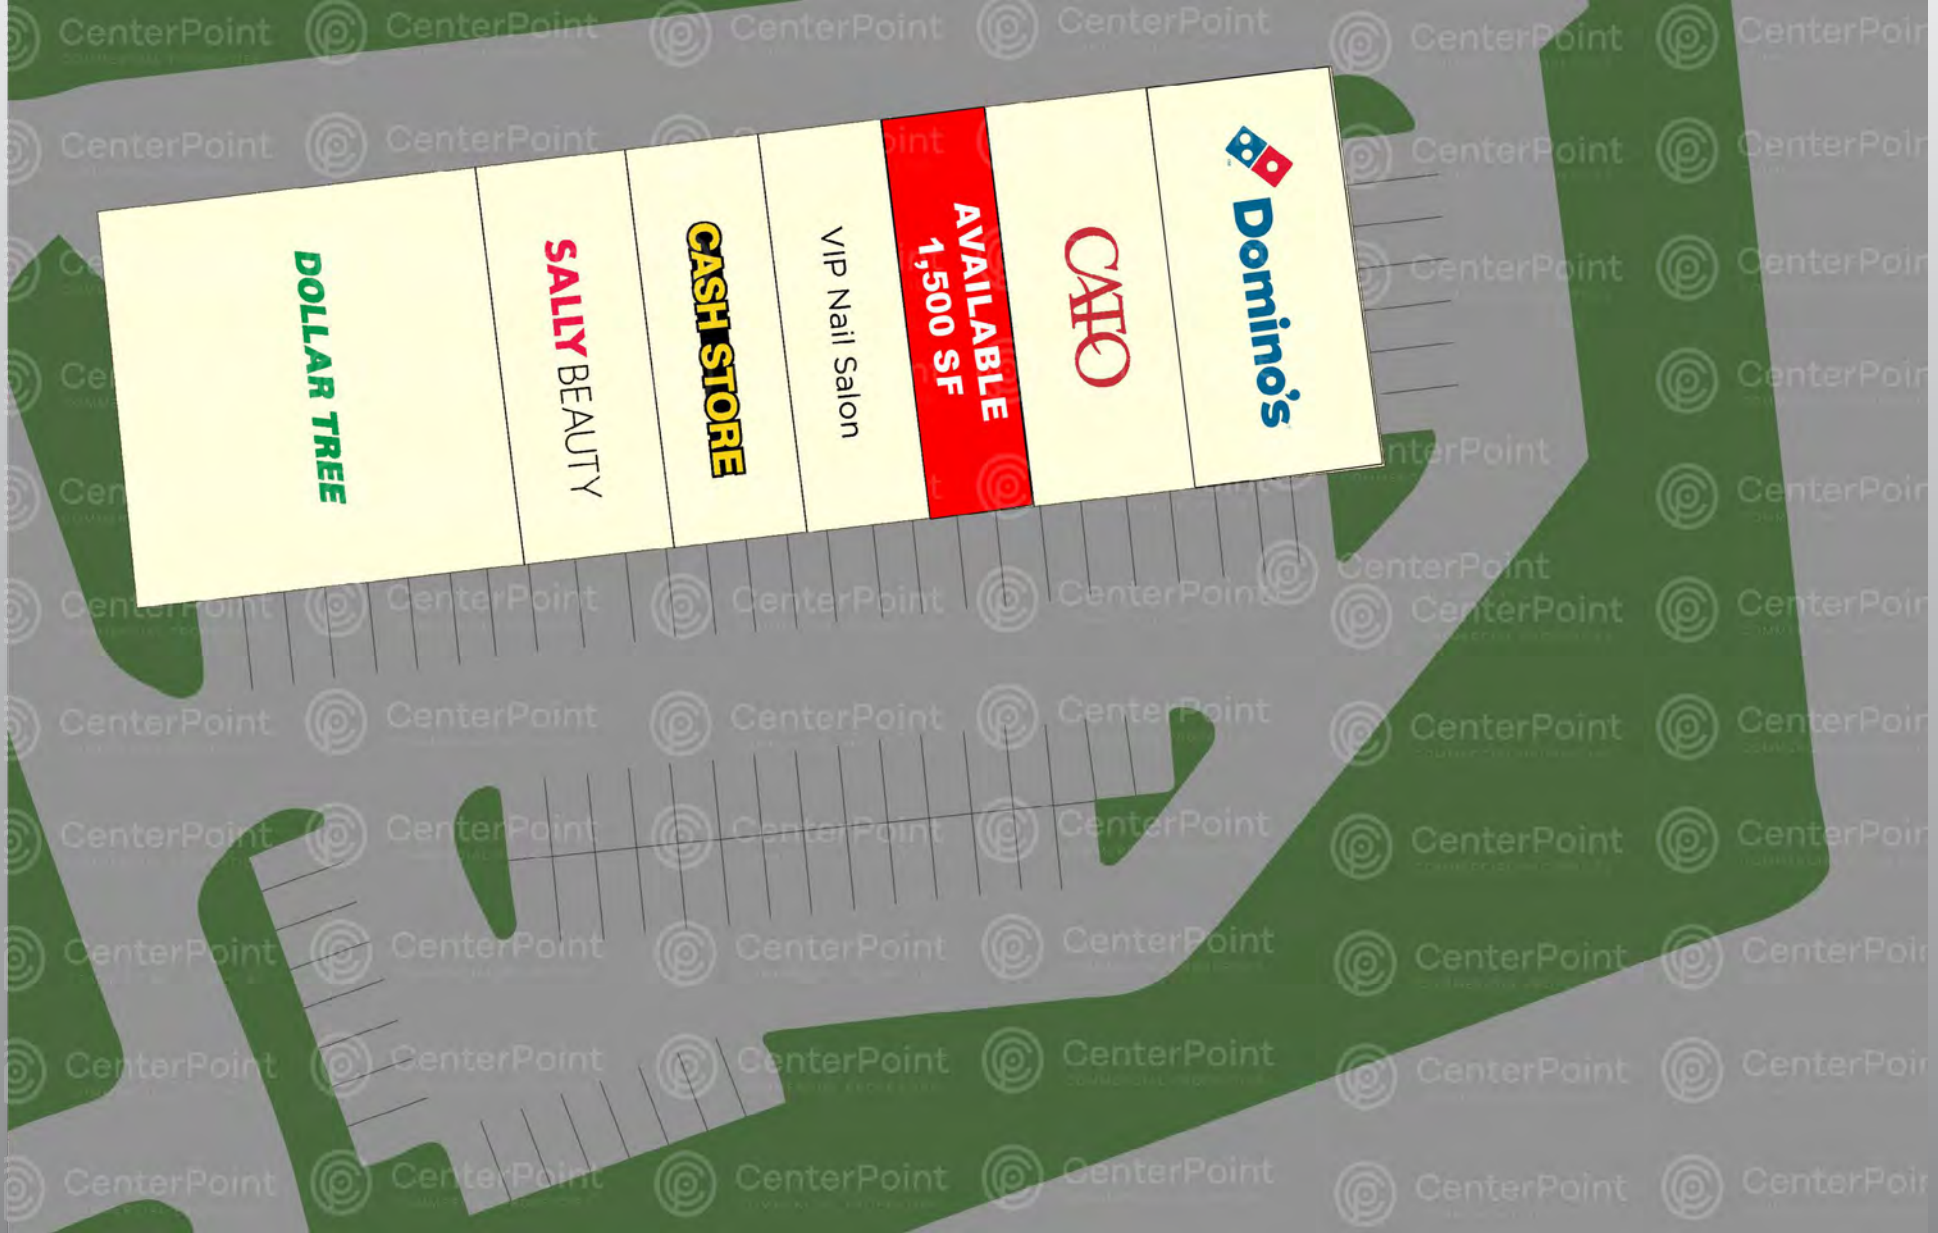 DOLLAR TREE
SALLY BEAUTY
CASH STORE
VIP Nail Salon
AVAILABLE
1,500 SF
CATO
Domino's
CenterPoint